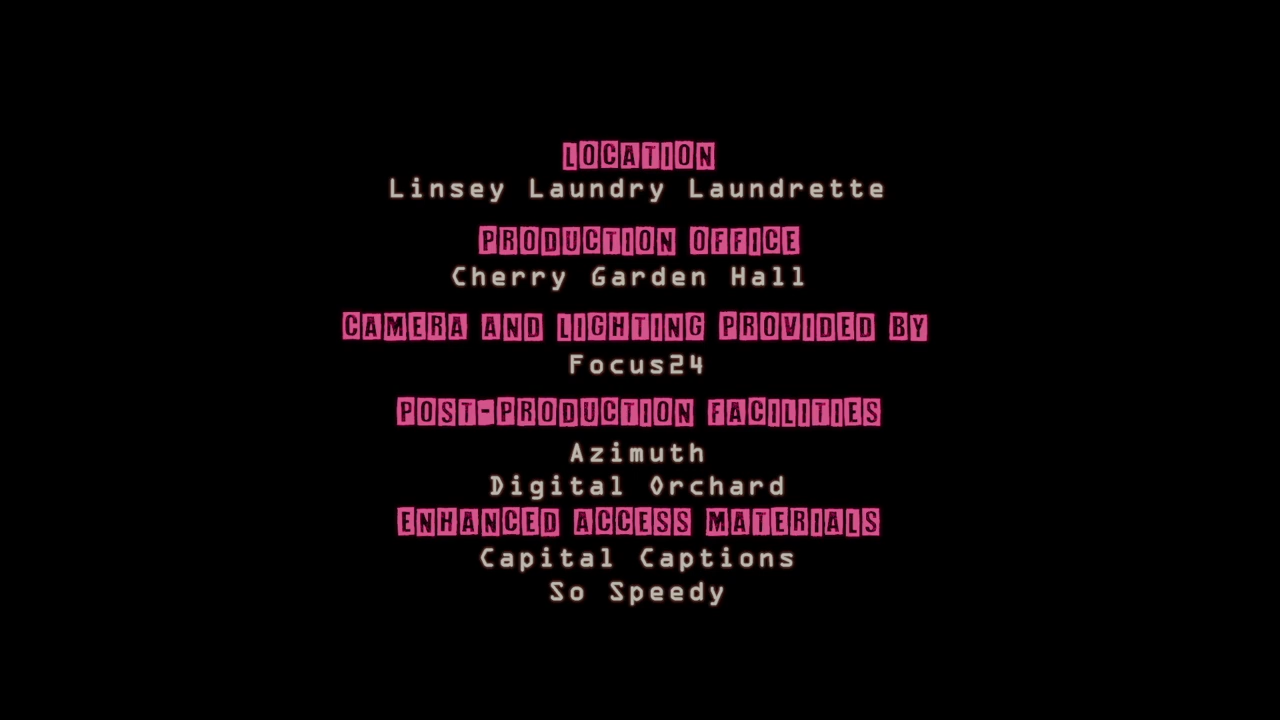 LOCATION
Linsey Laundry Laundrette
PRODUCTION OFFICE
Cherry Garden Hall
CAMERA AND LIGHTING PROVIDED BY
Focus24
POST-PRODUCTION FACILITIES
Azimuth
Digital Orchard
ENHANCED ACCESS MATERIALS
Capital Captions
So Speedy